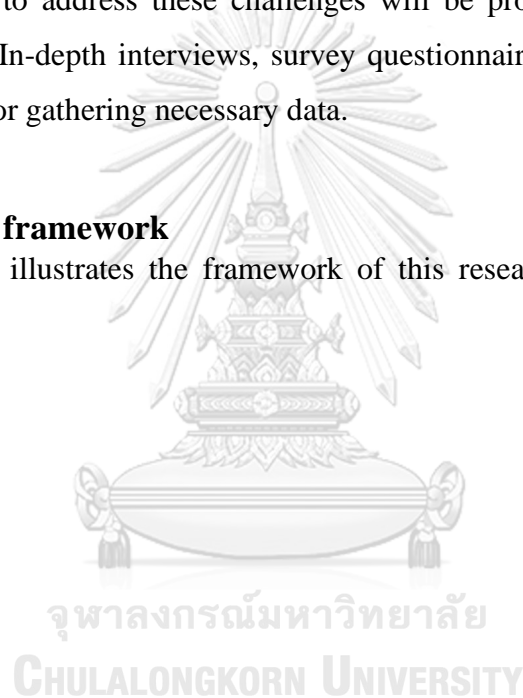 to address these challenges will be pro
In-depth interviews, survey questionnair
or gathering necessary data.
framework
illustrates the framework of this resea
จุฬาลงกรณ์มหาวิทยาลัย
CHULALONGKORN UNIVERSITY